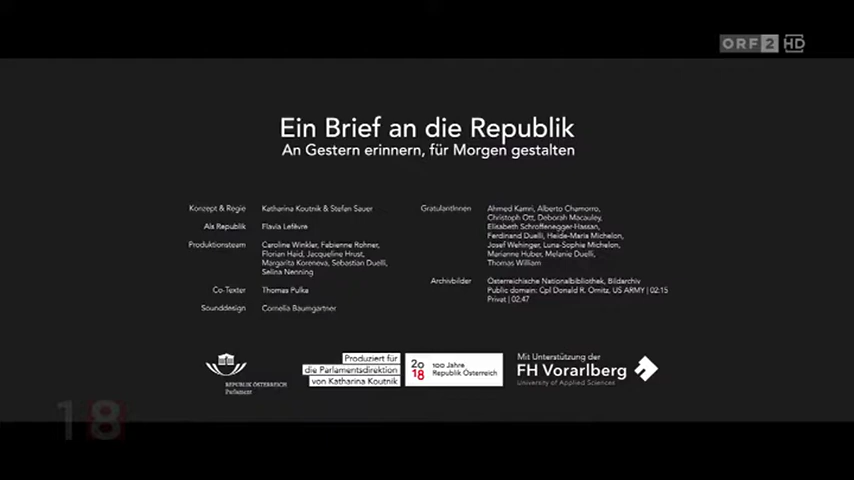 ORF 2 HD
Ein Brief an die Republik
An Gestern erinnern, für Morgen gestalten
Konzept & Regie Katharina Koutnik & Stefan Sauer
Als Republik Flavia Lefèvre
Produktionsteam Caroline Winkler, Fabienne Rohner,
Florian Haid, Jacqueline Hrust,
Margarita Koreneva, Sebastian Duelli,
Selina Nenning
Co-Texter Thomas Pulka
Sounddesign Cornelia Baumgartner
GratulantInnen Ahmed Kamri, Alberto Chamorro,
Christoph Ott, Deborah Macauley,
Elisabeth Schroffenegger-Hassan,
Ferdinand Duelli, Heide-Maria Michelon,
Josef Wehinger, Luna-Sophie Michelon,
Marianne Huber, Melanie Duelli,
Thomas William
Archivbilder Österreichische Nationalbibliothek, Bildarchiv
Public domain: Cpl Donald R. Ornitz, US ARMY | 02:15
Privat | 02:47
REPUBLIK ÖSTERREICH
Parlament
Produziert für
die Parlamentsdirektion
von Katharina Koutnik
20
18
100 Jahre
Republik Österreich
Mit Unterstützung der
FH Vorarlberg
University of Applied Sciences
18